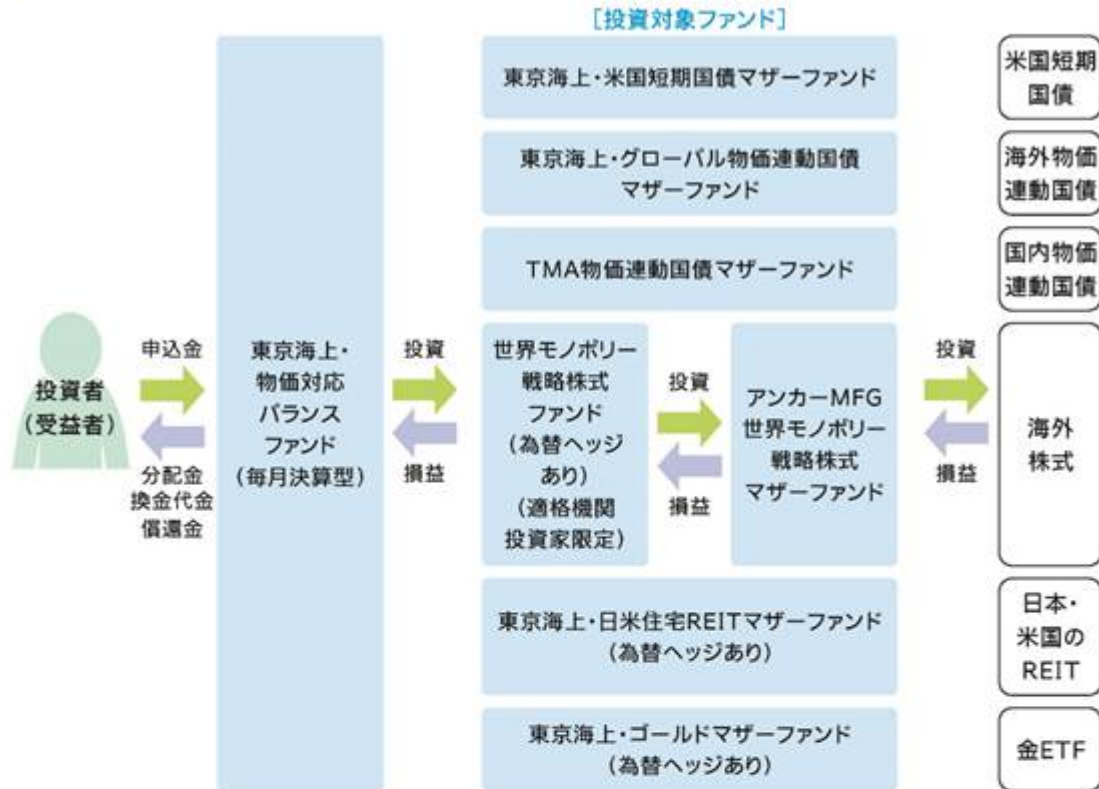 ［投資対象ファンド］
東京海上・米国短期国債マザーファンド
米国短期
国債
東京海上・グローバル物価連動国債
マザーファンド
海外物価
連動国債
TMA物価連動国債マザーファンド
国内物価
連動国債
投資者
（受益者）
申込金
分配金
換金代金
償還金
東京海上・
物価対応
バランス
ファンド
（毎月決算型）
投資
損益
世界モノポリー
戦略株式
ファンド
（為替ヘッジ
あり）
（適格機関
投資家限定）
投資
損益
アンカーMFG
世界モノポリー
戦略株式
マザーファンド
投資
損益
海外
株式
東京海上・日米住宅REITマザーファンド
（為替ヘッジあり）
日本・
米国の
REIT
東京海上・ゴールドマザーファンド
（為替ヘッジあり）
金ETF